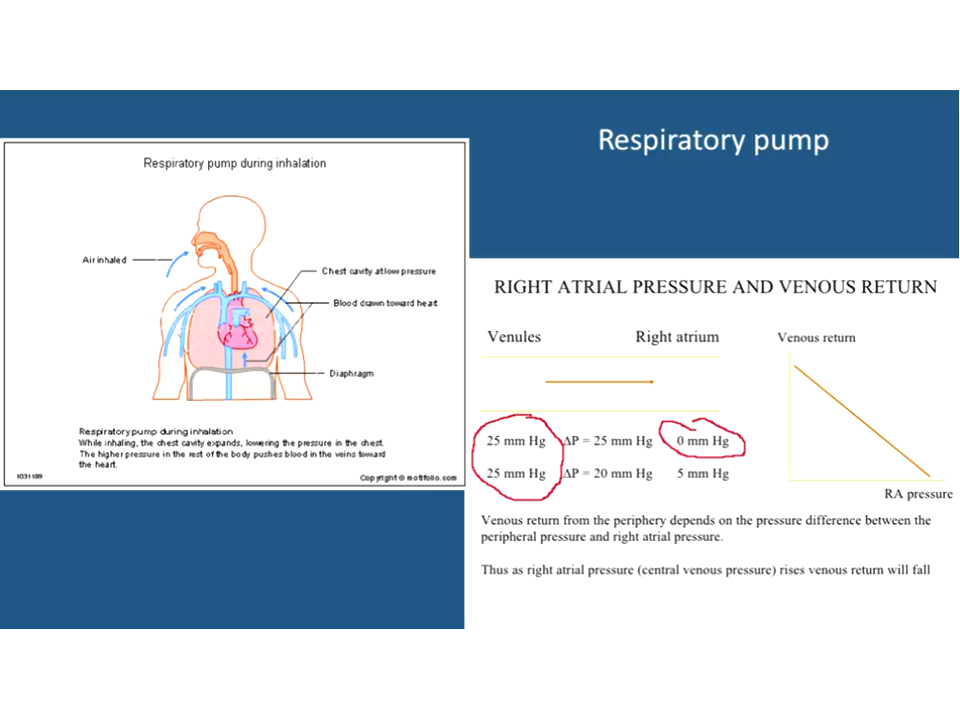 Respiratory pump
Respiratory pump during inhalation
Air inhaled
Chest cavity at low pressure
Blood drawn toward heart
Diaphragm
Respiratory pump during inhalation
While inhaling, the chest cavity expands, lowering the pressure in the chest.
The higher pressure in the rest of the body pushes blood in the veins toward
the heart.
1031189
Copyright © motifolio.com
RIGHT ATRIAL PRESSURE AND VENOUS RETURN
Venules Right atrium
Venous return
25 mm Hg ΔP = 25 mm Hg 0 mm Hg
25 mm Hg ΔP = 20 mm Hg 5 mm Hg
RA pressure
Venous return from the periphery depends on the pressure difference between the
peripheral pressure and right atrial pressure.
Thus as right atrial pressure (central venous pressure) rises venous return will fall